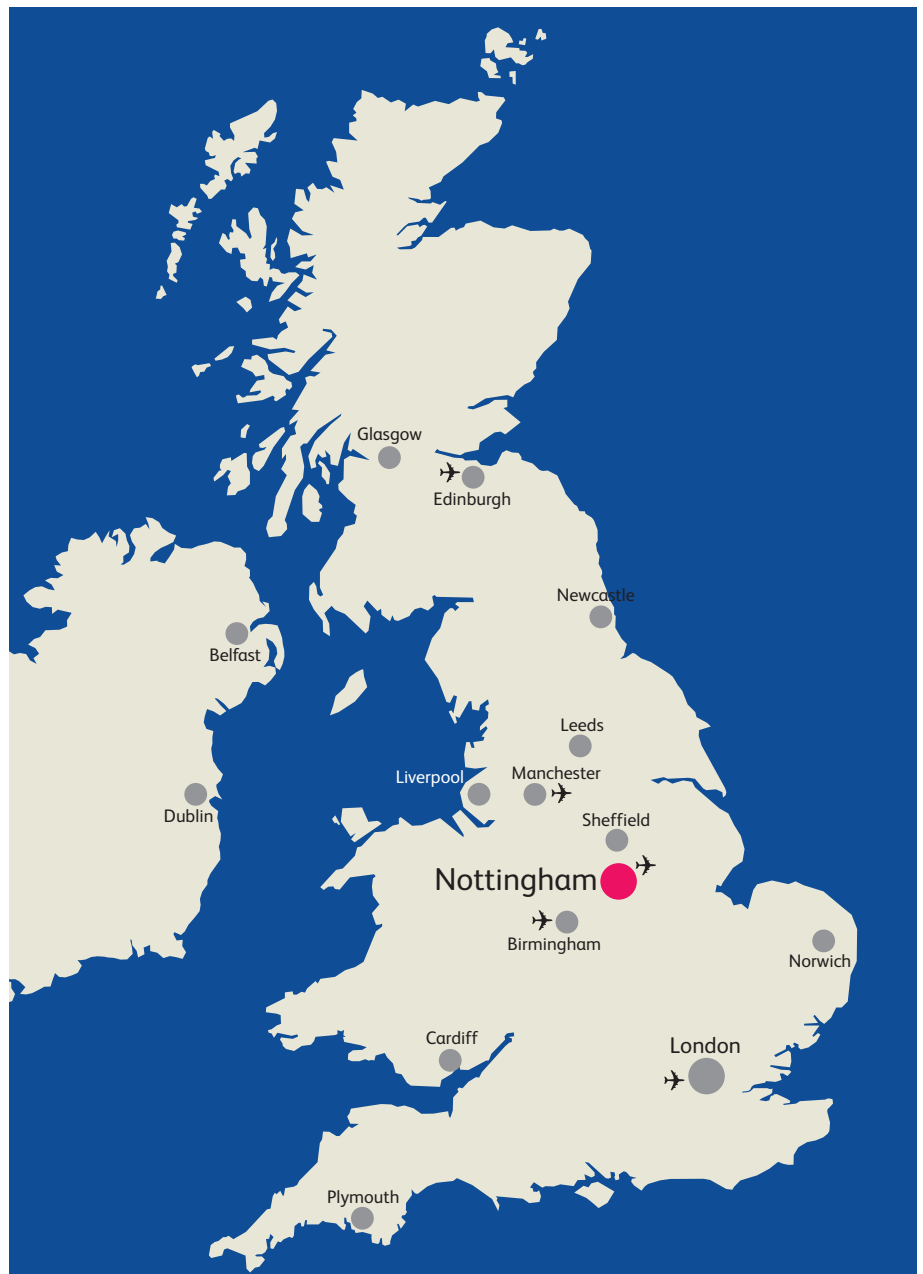 Glasgow
Edinburgh
Newcastle
Belfast
Leeds
Liverpool
Manchester
Dublin
Sheffield
Nottingham
Birmingham
Norwich
Cardiff
London
Plymouth